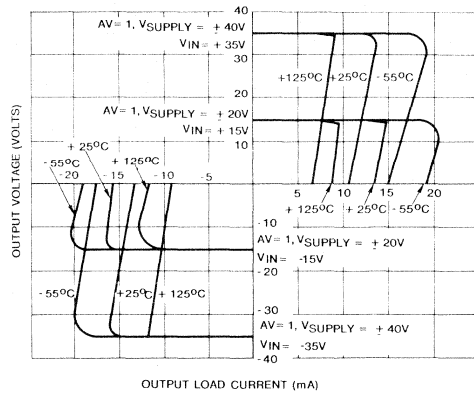 AV= 1, VSUPPLY = ± 40V
VIN = + 35V
40
30
+125°C
+25°C
-55°C
20
AV= 1, VSUPPLY = ± 20V
VIN = + 15V
10
OUTPUT VOLTAGE (VOLTS)
-55°C
+ 25°C
+ 125°C
-20
-15
-10
-5
5
10
15
20
+ 125°C
+ 25°C
-55°C
-10
AV= 1, VSUPPLY = ± 20V
VIN = -15V
-20
-55°C
+25°C
+ 125°C
-30
AV= 1, VSUPPLY = ± 40V
VIN = -35V
-40
OUTPUT LOAD CURRENT (mA)